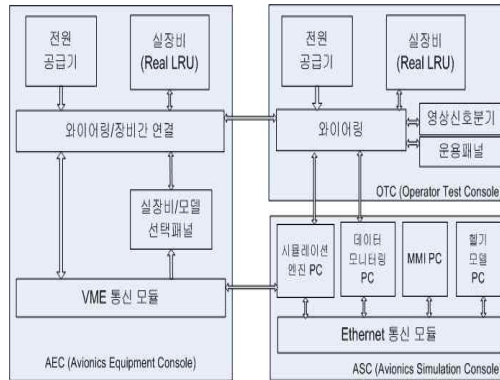 전원
공급기
실장비
(Real LRU)
와이어링/장비간 연결
실장비/모델
선택패널
VME 통신 모듈
AEC (Avionics Equipment Console)
전원
공급기
실장비
(Real LRU)
와이어링
영상신호분기
운용패널
OTC (Operator Test Console
시뮬레이션
엔진 PC
데이터
모니터링
PC
MMI PC
헬기
모델 PC
Ethernet 통신 모듈
ASC (Avionics Simulation Console)